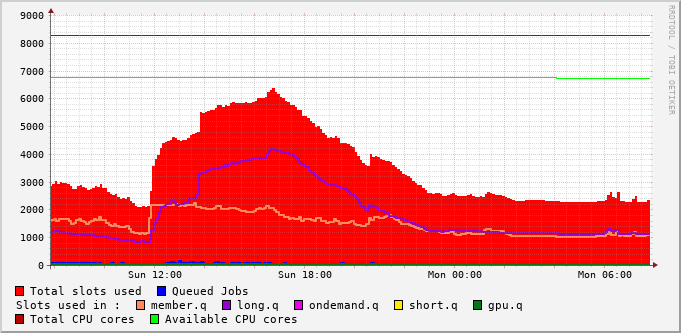 9000
8000
7000
6000
5000
4000
3000
2000
1000
0
Sun 12:00 Sun 18:00 Mon 00:00 Mon 06:00
RRDTOOL / TOBI OETIKER
Total slots used Queued Jobs
Slots used in : member.q long.q ondemand.q short.q gpu.q
Total CPU cores Available CPU cores